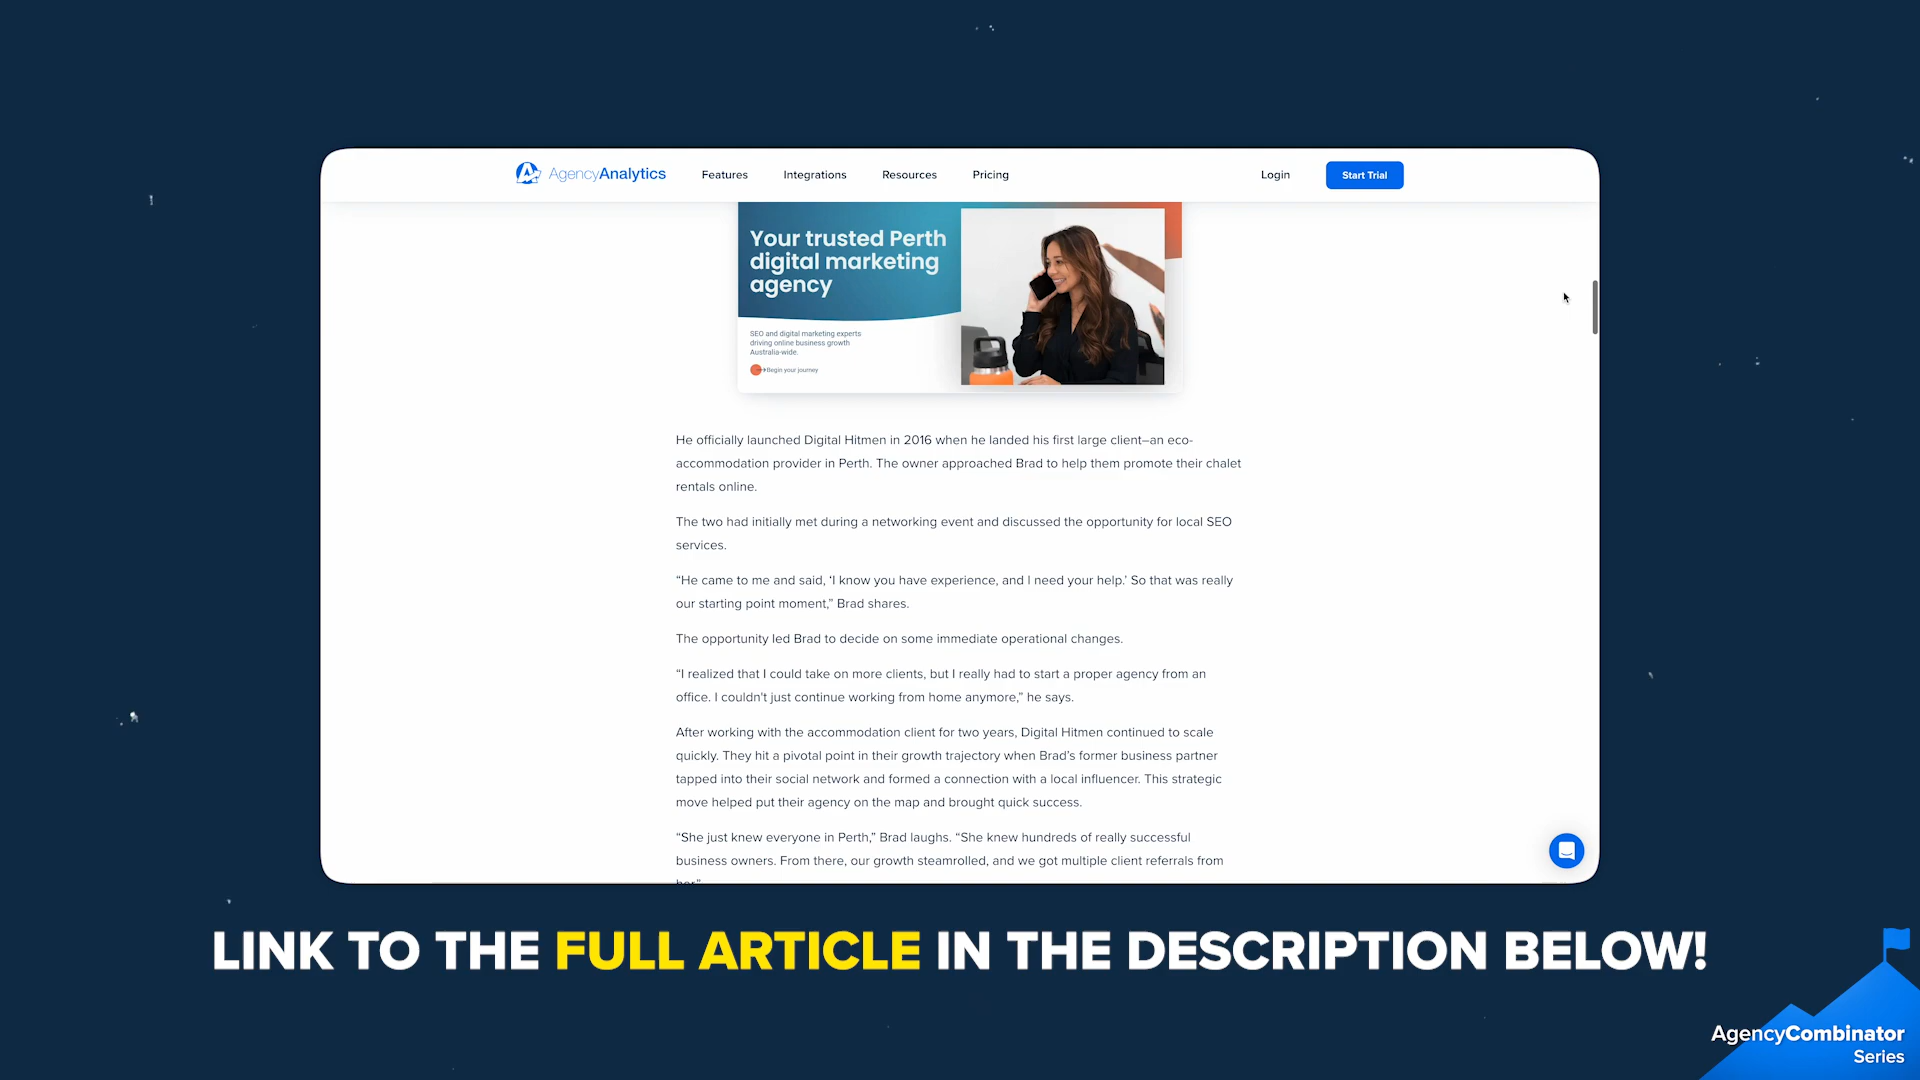 AgencyAnalytics
Features
Integrations
Resources
Pricing
Login
Start Trial
Your trusted Perth
digital marketing
agency
SEO and digital marketing experts
driving online business growth
Australia-wide.
Begin your journey
He officially launched Digital Hitmen in 2016 when he landed his first large client–an eco-
accommodation provider in Perth. The owner approached Brad to help them promote their chalet
rentals online.
The two had initially met during a networking event and discussed the opportunity for local SEO
services.
“He came to me and said, ‘I know you have experience, and I need your help.’ So that was really
our starting point moment,” Brad shares.
The opportunity led Brad to decide on some immediate operational changes.
“I realized that I could take on more clients, but I really had to start a proper agency from an
office. I couldn't just continue working from home anymore,” he says.
After working with the accommodation client for two years, Digital Hitmen continued to scale
quickly. They hit a pivotal point in their growth trajectory when Brad’s former business partner
tapped into their social network and formed a connection with a local influencer. This strategic
move helped put their agency on the map and brought quick success.
“She just knew everyone in Perth,” Brad laughs. “She knew hundreds of really successful
business owners. From there, our growth steamrolled, and we got multiple client referrals from
her.”
LINK TO THE FULL ARTICLE IN THE DESCRIPTION BELOW!
AgencyCombinator
Series